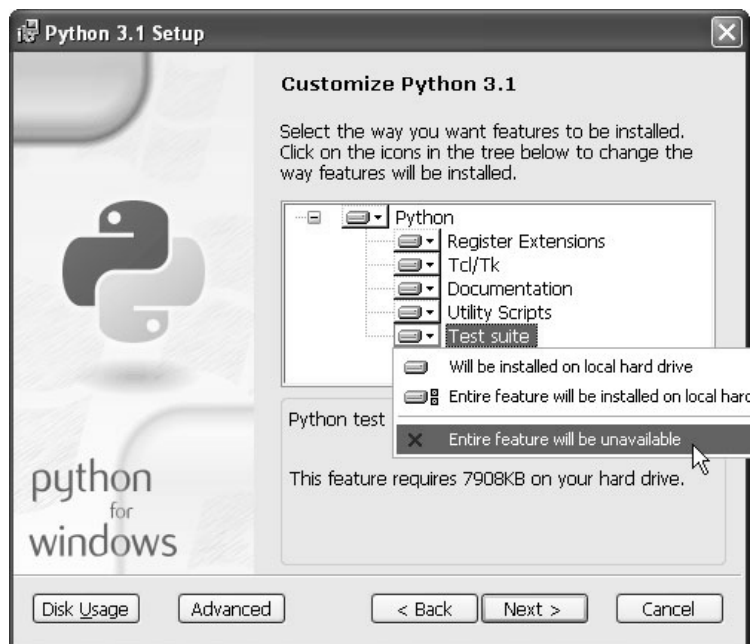 Python 3.1 Setup
Customize Python 3.1
Select the way you want features to be installed.
Click on the icons in the tree below to change the
way features will be installed.
Python
Register Extensions
Tcl/Tk
Documentation
Utility Scripts
Test suite
Will be installed on local hard drive
Entire feature will be installed on local hard
Entire feature will be unavailable
Python test
This feature requires 7908KB on your hard drive.
python
for
windows
Disk Usage
Advanced
< Back
Next >
Cancel